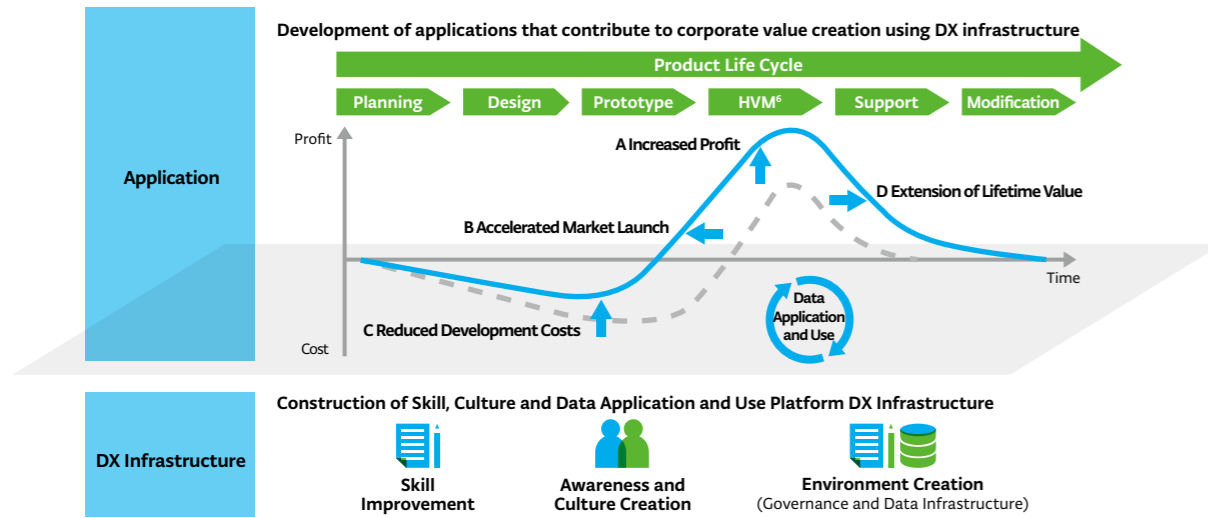 Development of applications that contribute to corporate value creation using DX infrastructure
Product Life Cycle
Planning
Design
Prototype
HVM⁶
Support
Modification
Application
Profit
A Increased Profit
D Extension of Lifetime Value
B Accelerated Market Launch
Time
Data
Application
and Use
C Reduced Development Costs
Cost
DX Infrastructure
Construction of Skill, Culture and Data Application and Use Platform DX Infrastructure
Skill
Improvement
Awareness and
Culture Creation
Environment Creation
(Governance and Data Infrastructure)